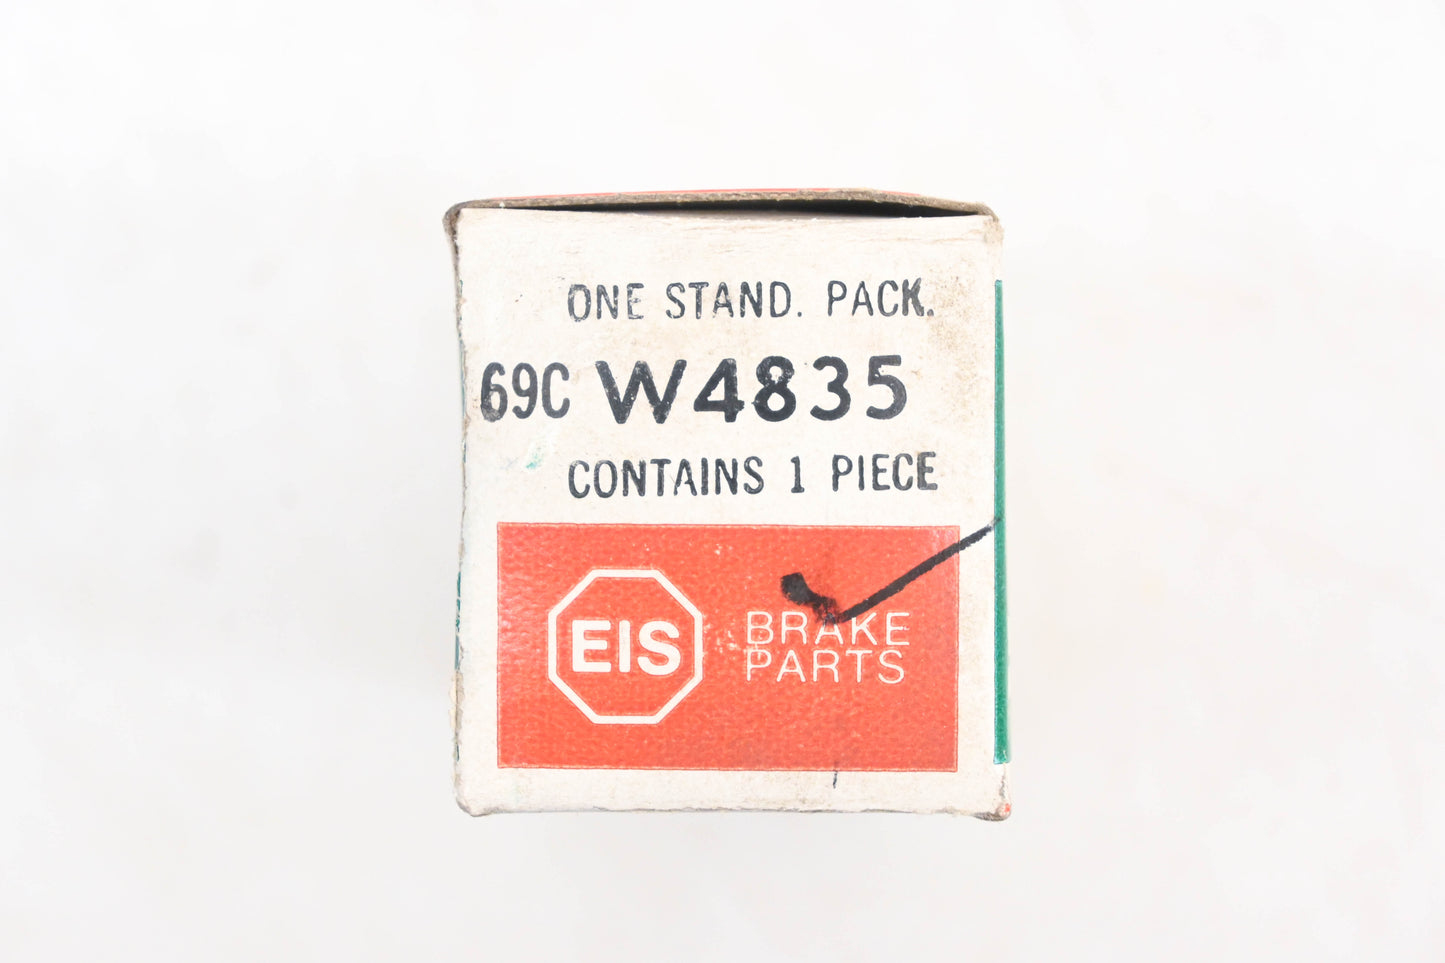 ONE STAND. PACK.
69C W4835
CONTAINS 1 PIECE
EIS
BRAKE
PARTS